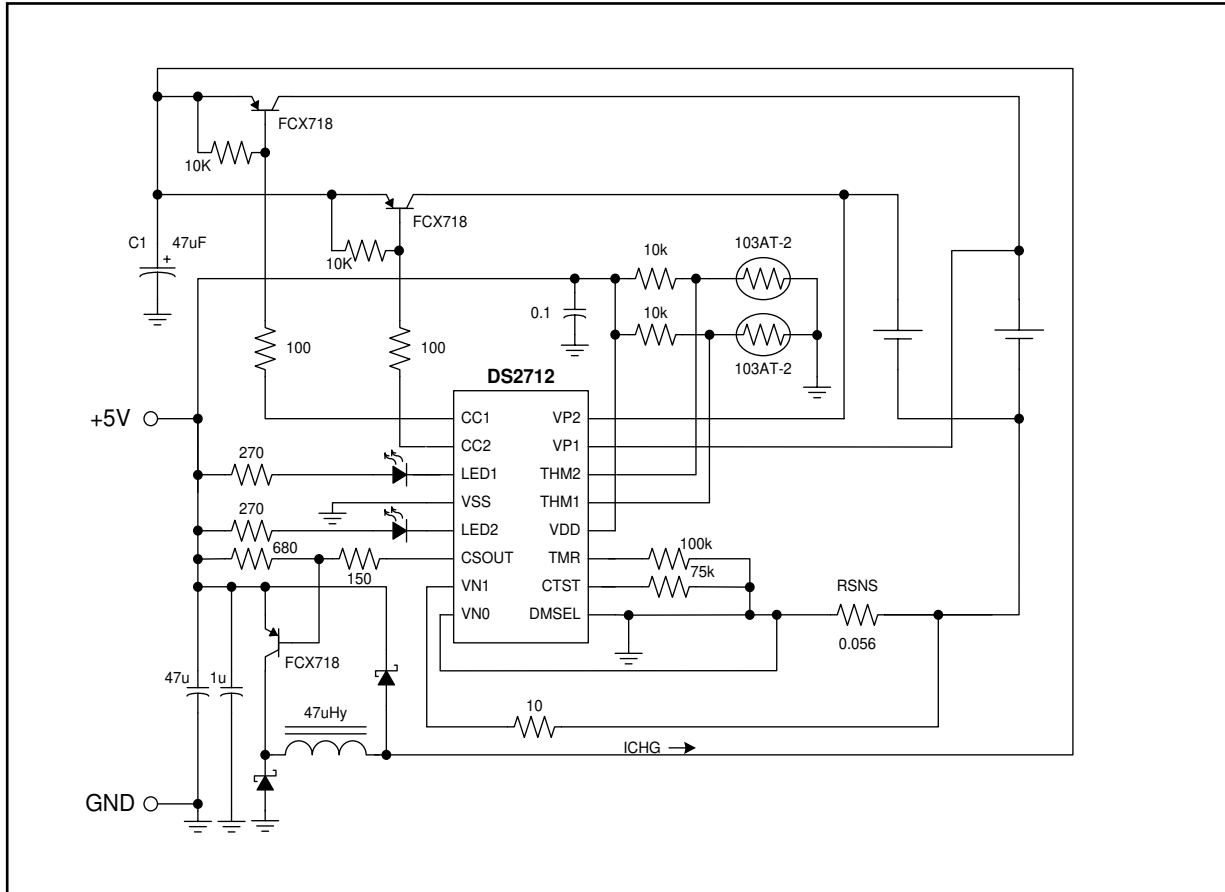 FCX718
10K
FCX718
C1 47uF
+
10K
10k
103AT-2
0.1
10k
100
100
103AT-2
DS2712
+5V
CC1
VP2
CC2
VP1
270
LED1
THM2
VSS
THM1
270
LED2
VDD
680
CSOUT
TMR
100k
150
75k
VN1
CTST
RSNS
VN0
DMSEL
0.056
FCX718
47u
1u
47uHy
10
ICHG
GND